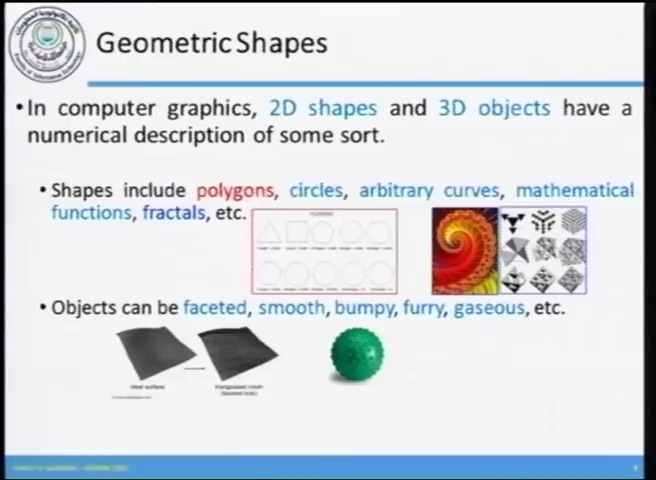 Geometric Shapes
• In computer graphics, 2D shapes and 3D objects have a
numerical description of some sort.
• Shapes include polygons, circles, arbitrary curves, mathematical
functions, fractals, etc.
• Objects can be faceted, smooth, bumpy, furry, gaseous, etc.